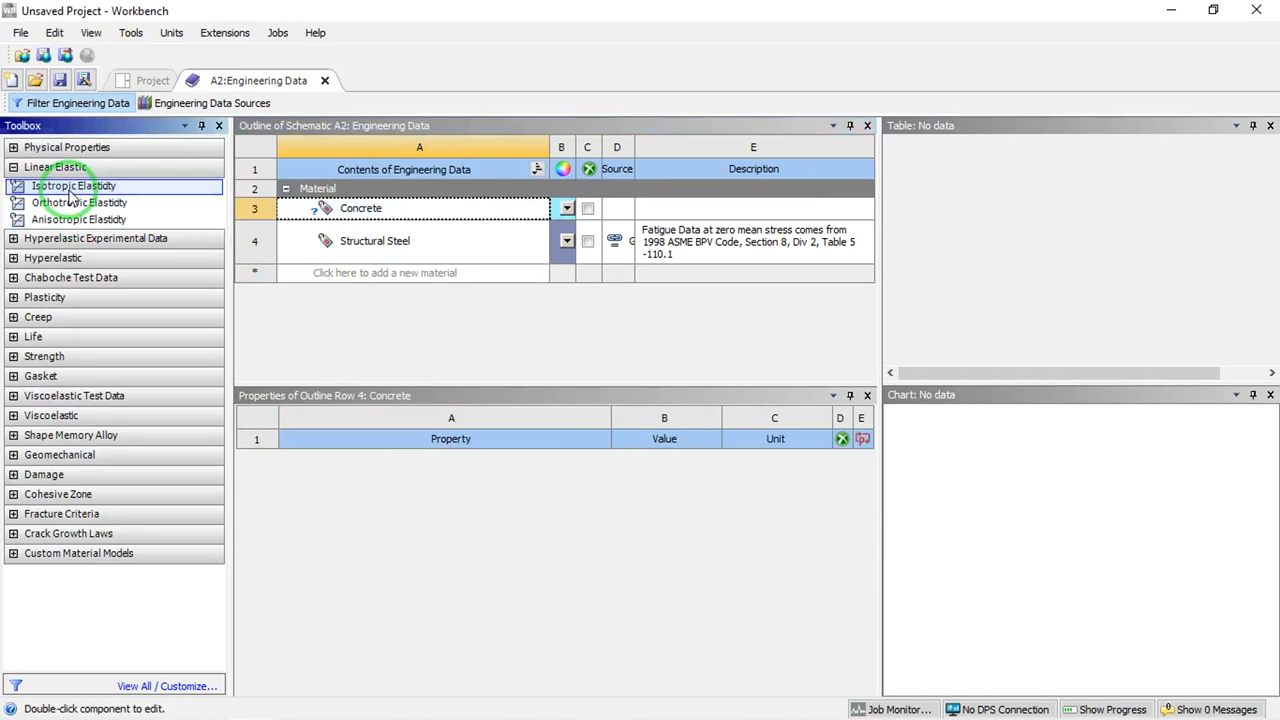 Unsaved Project - Workbench
File Edit View Tools Units Extensions Jobs Help
Project A2:Engineering Data
Filter Engineering Data Engineering Data Sources
Toolbox
Physical Properties
Linear Elastic
Isotropic Elasticity
Orthotropic Elasticity
Anisotropic Elasticity
Hyperelastic Experimental Data
Hyperelastic
Chaboche Test Data
Plasticity
Creep
Life
Strength
Gasket
Viscoelastic Test Data
Viscoelastic
Shape Memory Alloy
Geomechanical
Damage
Cohesive Zone
Fracture Criteria
Crack Growth Laws
Custom Material Models
View All / Customize...
Outline of Schematic A2: Engineering Data
A B C D E
1 Contents of Engineering Data Source Description
2 Material
3 ? Concrete
4 Structural Steel G Fatigue Data at zero mean stress comes from
1998 ASME BPV Code, Section 8, Div 2, Table 5
-110.1
* Click here to add a new material
Properties of Outline Row 4: Concrete
A B C D E
1 Property Value Unit
Table: No data
Chart: No data
Double-click component to edit.
Job Monitor... No DPS Connection Show Progress Show 0 Messages